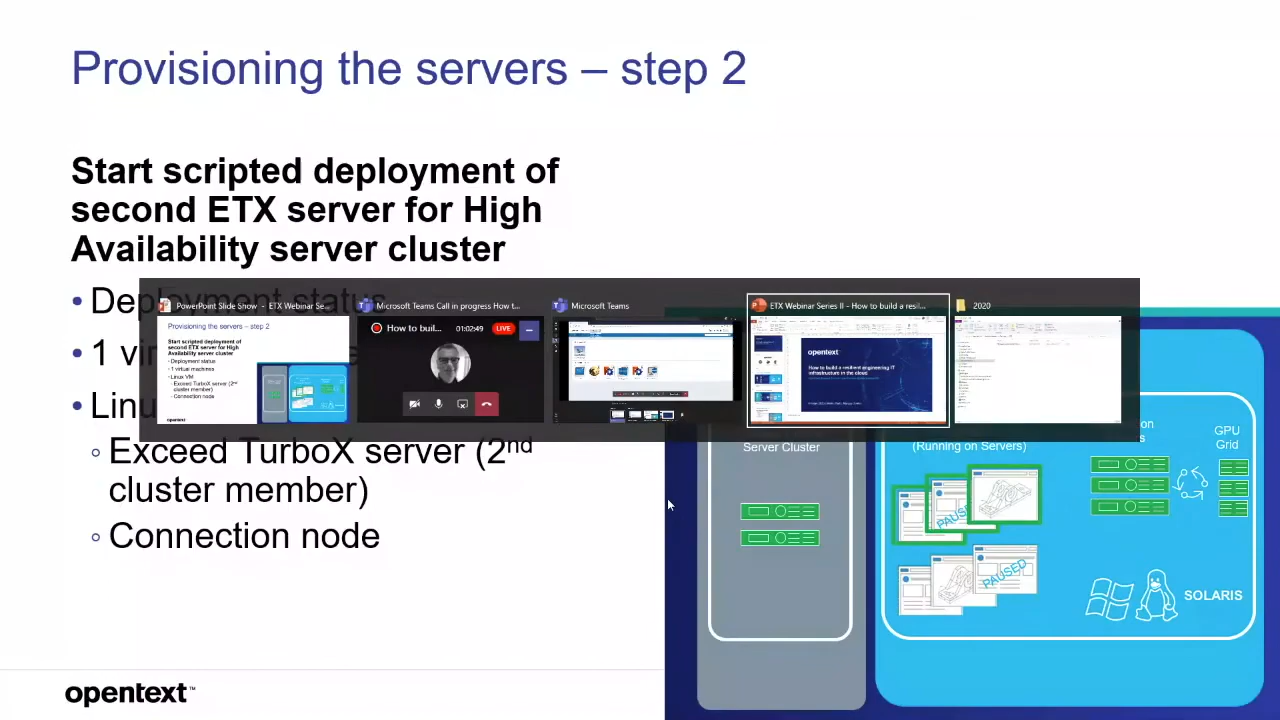 Provisioning the servers – step 2
Start scripted deployment of
second ETX server for High
Availability server cluster
PowerPoint Slide Show - ETX Webinar Se...
Microsoft Teams Call in progress How t...
Microsoft Teams
ETX Webinar Series II - How to build a resil...
2020
• Deployment status
Provisioning the servers – step 2
Start scripted deployment of
second ETX server for High
Availability server cluster
• Deployment status
• 1 virtual machines
• Linux VM
◦ Exceed TurboX server (2nd
cluster member)
◦ Connection node
opentext
How to buil...
01:02:49
LIVE
opentext
How to build a resilient engineering IT
infrastructure in the cloud
• 1 vi
• Linu
◦ Exceed TurboX server (2nd
cluster member)
◦ Connection node
Server Cluster
(Running on Servers)
GPU
Grid
PAUS
PAUSED
SOLARIS
opentext™